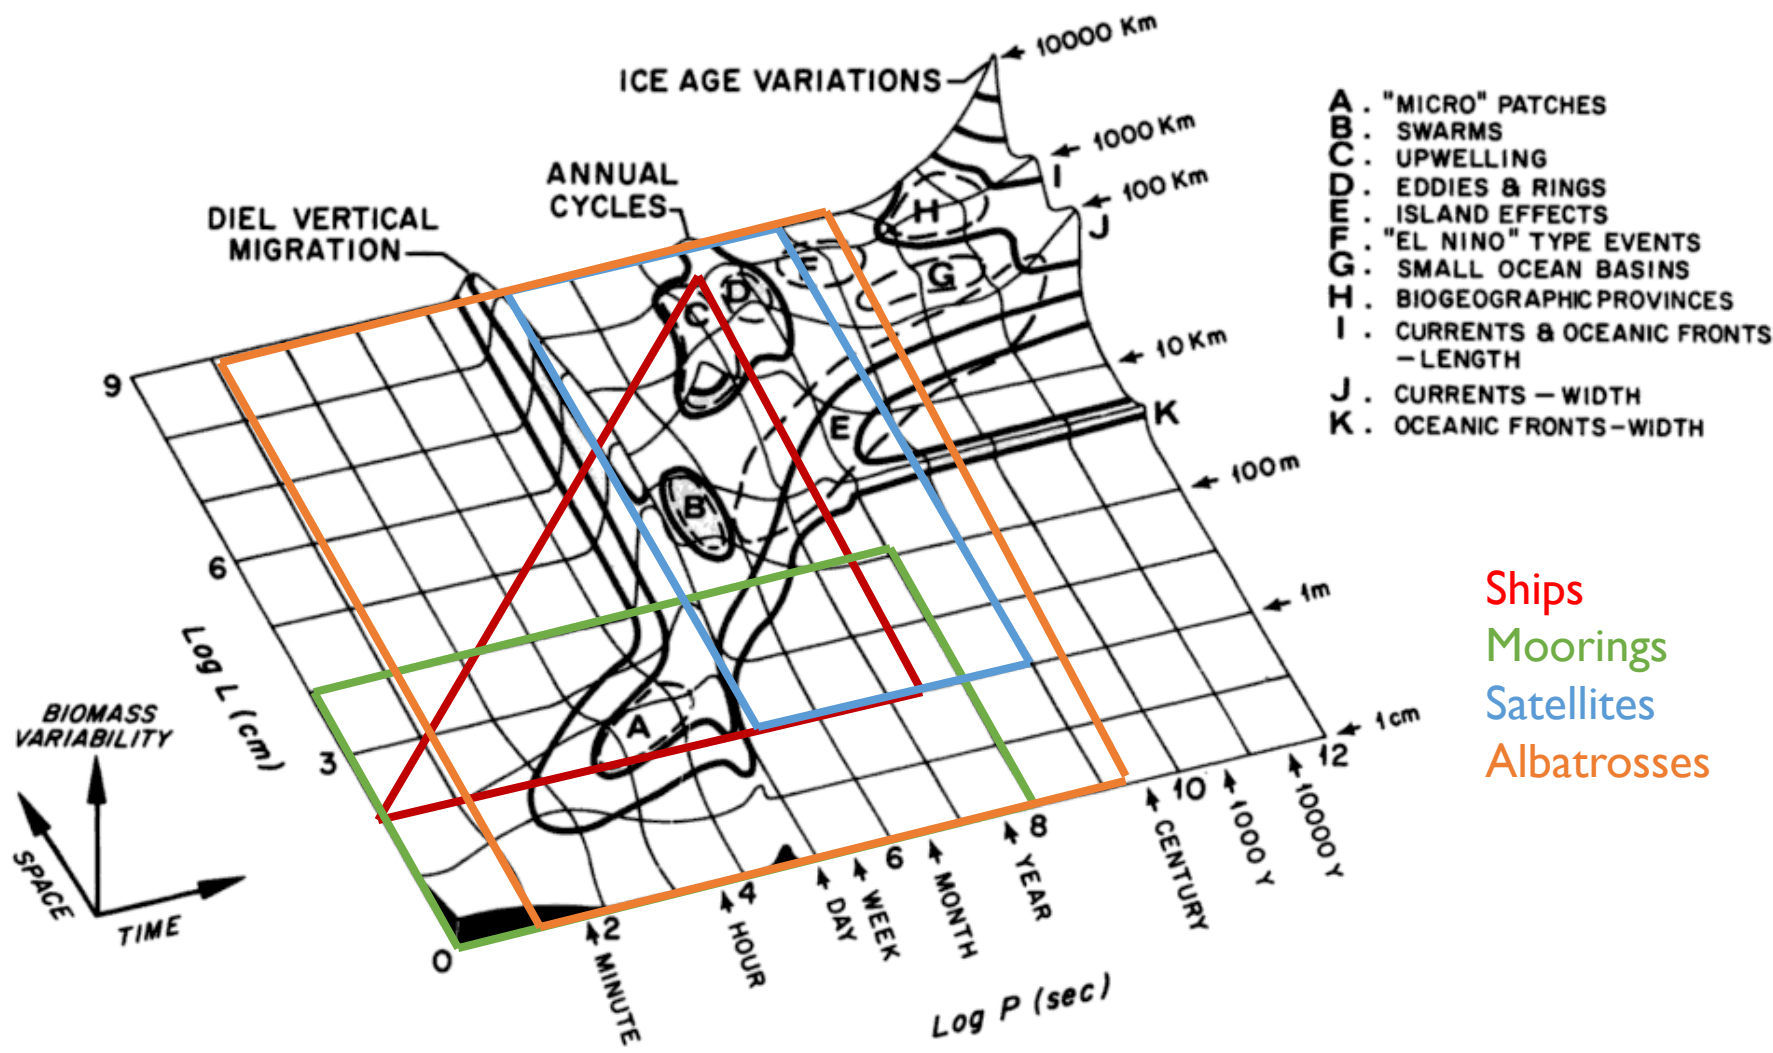 10000 Km
ICE AGE VARIATIONS
1000 Km
I
100 Km
ANNUAL
CYCLES
DIEL VERTICAL
MIGRATION
H
J
F
G
D
C
10 Km
9
E
K
100 m
B
6
1 m
Log L (cm)
A
1 cm
3
BIOMASS
VARIABILITY
SPACE
TIME
0
2
4
6
8
10
12
MINUTE
HOUR
DAY
WEEK
MONTH
YEAR
CENTURY
1000 Y
10000 Y
Log P (sec)
A. "MICRO" PATCHES
B. SWARMS
C. UPWELLING
D. EDDIES & RINGS
E. ISLAND EFFECTS
F. "EL NINO" TYPE EVENTS
G. SMALL OCEAN BASINS
H. BIOGEOGRAPHIC PROVINCES
I. CURRENTS & OCEANIC FRONTS
-LENGTH
J. CURRENTS - WIDTH
K. OCEANIC FRONTS-WIDTH
Ships
Moorings
Satellites
Albatrosses